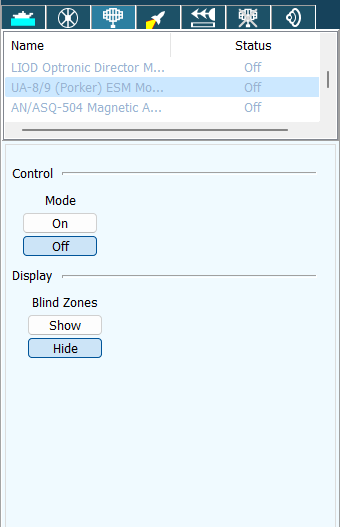 Name Status
LIOD Optronic Director M... Off
UA-8/9 (Porker) ESM Mo... Off
AN/ASQ-504 Magnetic A... Off
Control
Mode
On
Off
Display
Blind Zones
Show
Hide